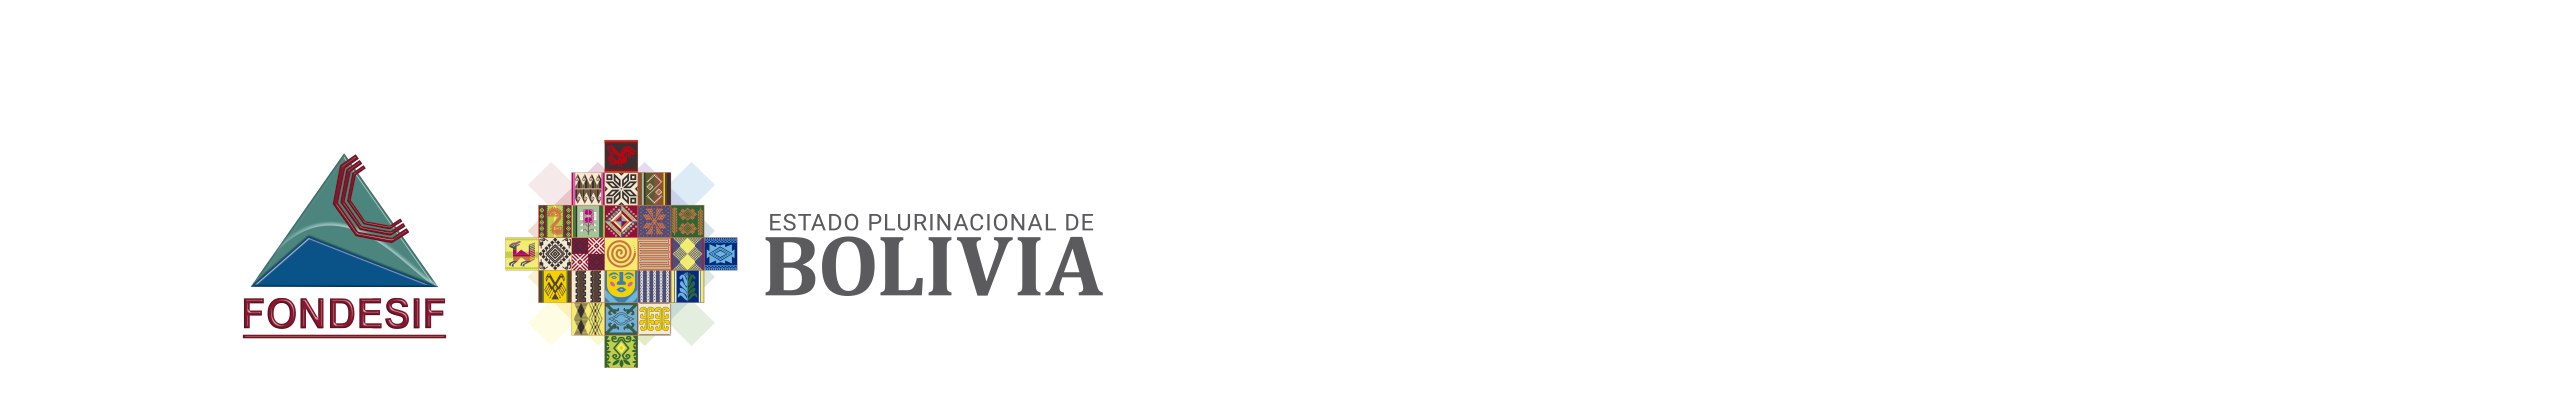 FONDESIF
ESTADO PLURINACIONAL DE
BOLIVIA